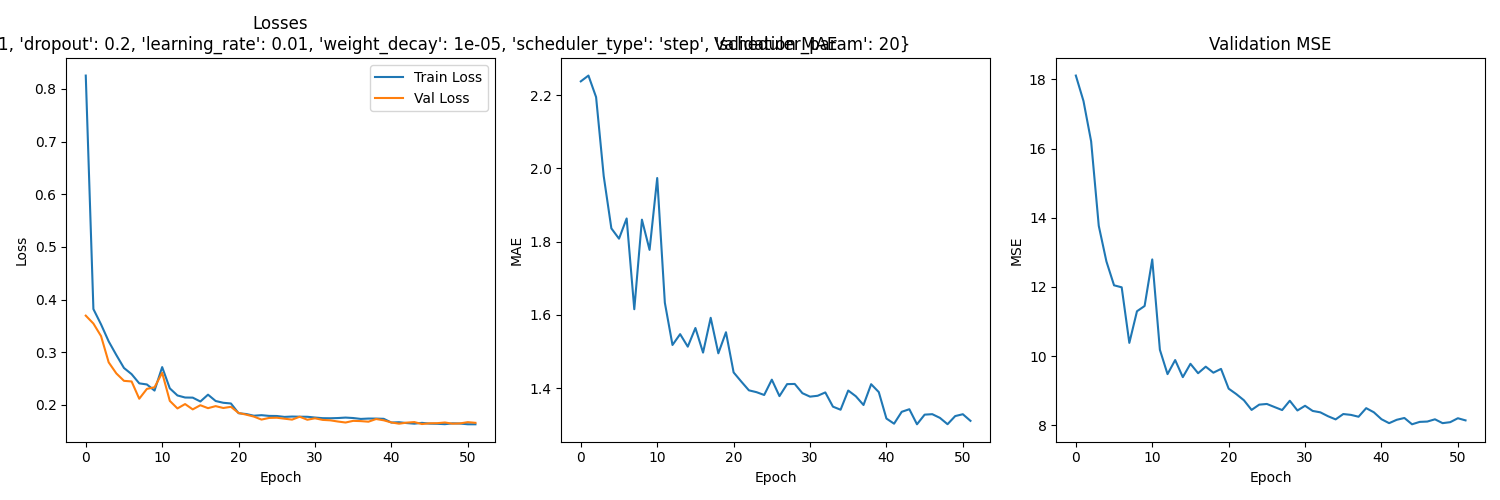 Losses
1, 'dropout': 0.2, 'learning_rate': 0.01, 'weight_decay': 1e-05, 'scheduler_type': 'step', 'scheduler_param': 20}
Validation MAE
Validation MSE
Train Loss
Val Loss
0.8
0.7
0.6
0.5
0.4
0.3
0.2
Loss
0 10 20 30 40 50
Epoch
2.2
2.0
1.8
1.6
1.4
MAE
0 10 20 30 40 50
Epoch
18
16
14
12
10
8
MSE
0 10 20 30 40 50
Epoch